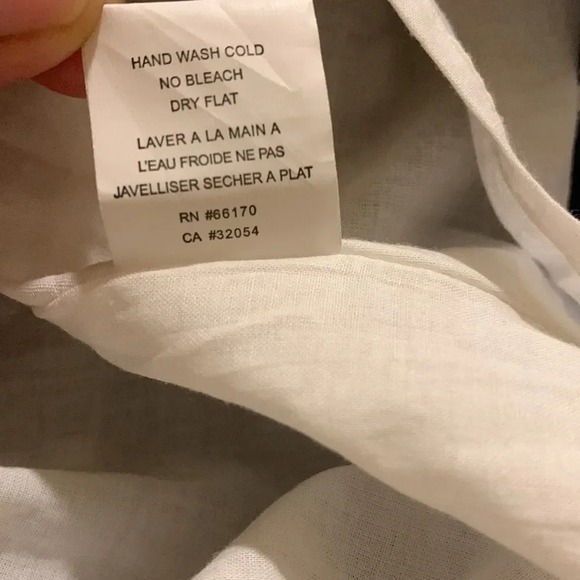 HAND WASH COLD
NO BLEACH
DRY FLAT
LAVER A LA MAIN A
L'EAU FROIDE NE PAS
JAVELLISER SECHER A PLAT
RN #66170
CA #32054